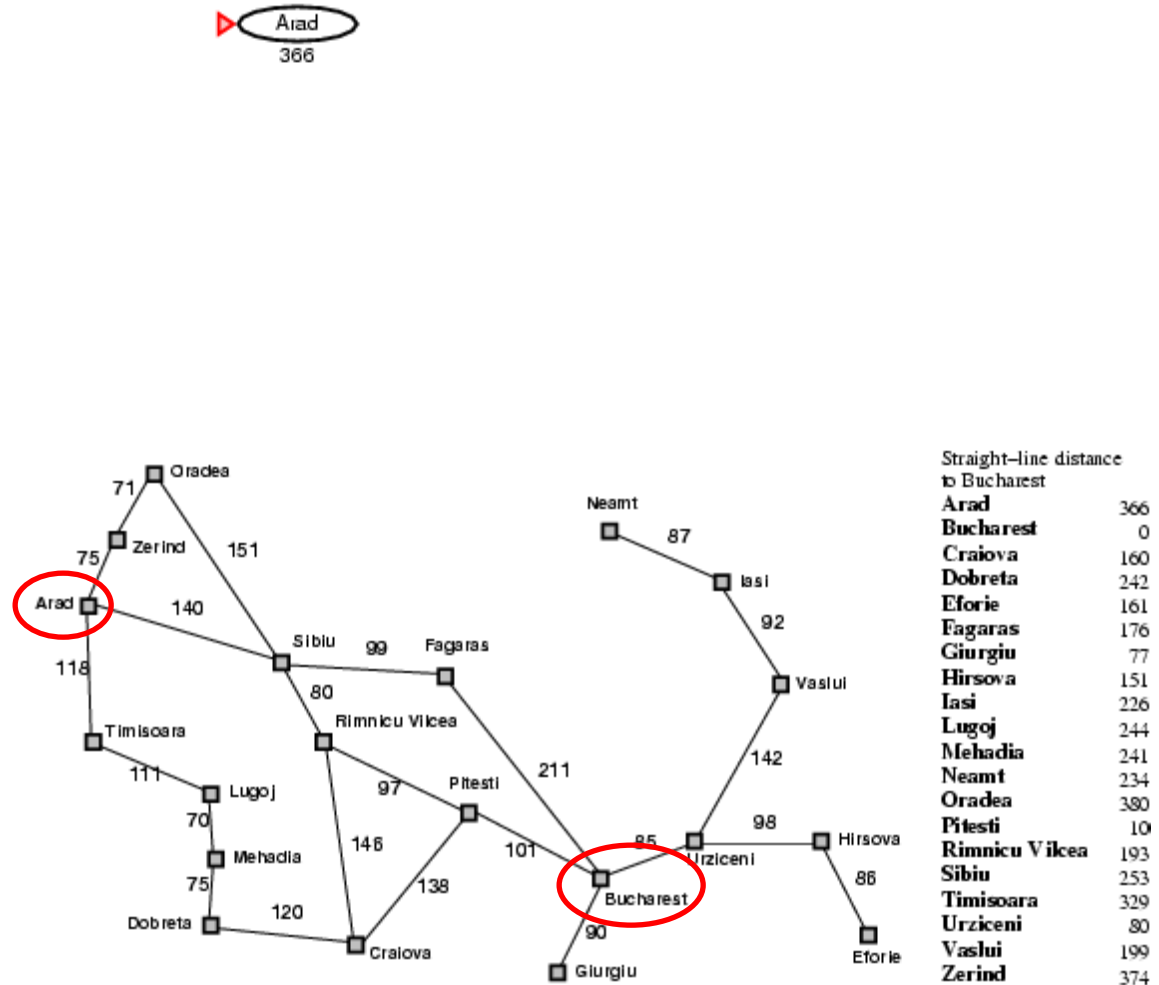 Arad
366
Oradea
71
Neamt
87
Zerind
151
75
Iasi
Arad
140
92
Sibiu
Fagaras
99
118
80
Vaslui
Rimnicu Vilcea
Timisoara
211
142
111
Pitesti
Lugoj
97
70
98
Hirsova
146
101
85
Urziceni
Mehadia
75
138
86
Bucharest
120
Dobreta
90
Craiova
Eforie
Giurgiu
Straight-line distance
to Bucharest
Arad 366
Bucharest 0
Craiova 160
Dobreta 242
Eforie 161
Fagaras 176
Giurgiu 77
Hirsova 151
Iasi 226
Lugoj 244
Mehadia 241
Neamt 234
Oradea 380
Pitesti 10
Rimnicu Vilcea 193
Sibiu 253
Timisoara 329
Urziceni 80
Vaslui 199
Zerind 374